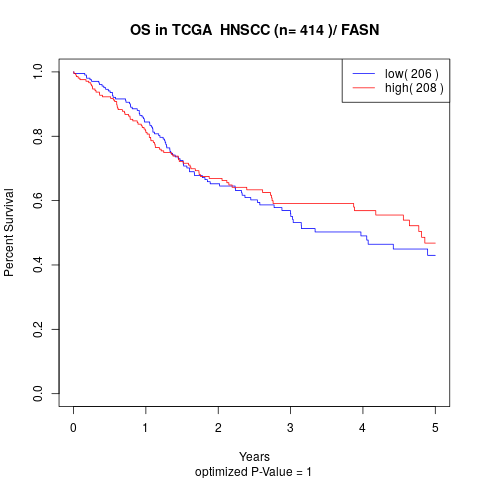 OS in TCGA  HNSCC (n= 414 )/ FASN
low( 206 )
high( 208 )
Percent Survival
1.0
0.8
0.6
0.4
0.2
0.0
0 1 2 3 4 5
Years
optimized P-Value = 1